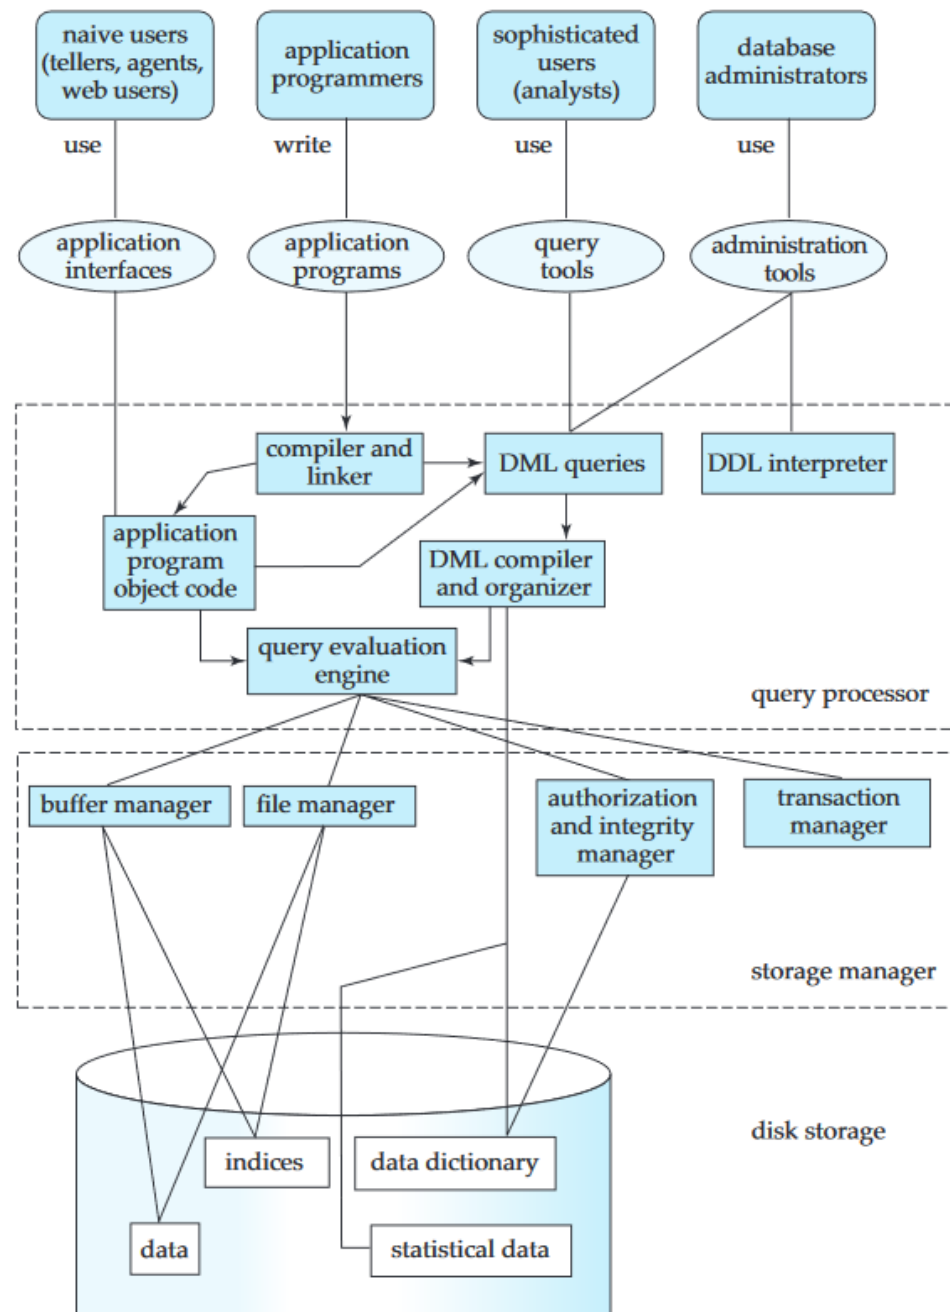 naive users
(tellers, agents,
web users)
application
programmers
sophisticated
users
(analysts)
database
administrators
use
write
use
use
application
interfaces
application
programs
query
tools
administration
tools
compiler and
linker
DML queries
DDL interpreter
application
program
object code
DML compiler
and organizer
query evaluation
engine
query processor
buffer manager
file manager
authorization
and integrity
manager
transaction
manager
storage manager
disk storage
indices
data dictionary
data
statistical data